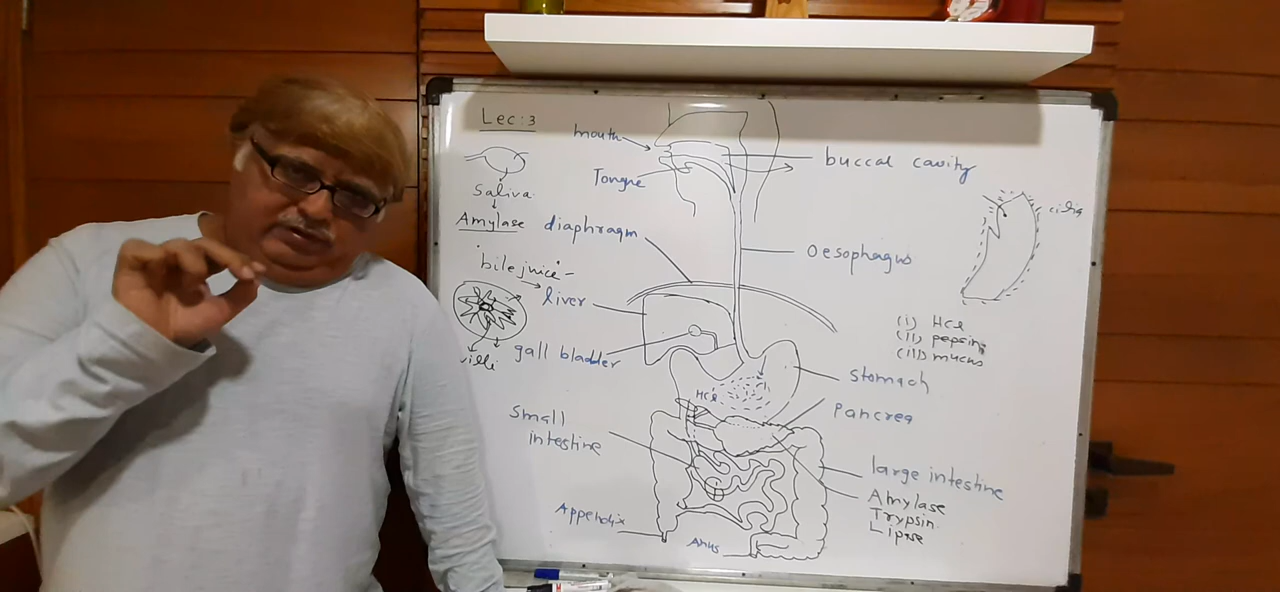 Lec: 3
mouth
buccal cavity
Tongue
Saliva
Amylase
diaphragm
Oesophagus
bile juice
liver
(i) HCl
(ii) pepsin
(iii) mucus
gall bladder
villi
Stomach
HCl
Pancrea
Small
intestine
large intestine
Amylase
Trypsin
Lipase
Appendix
Anus